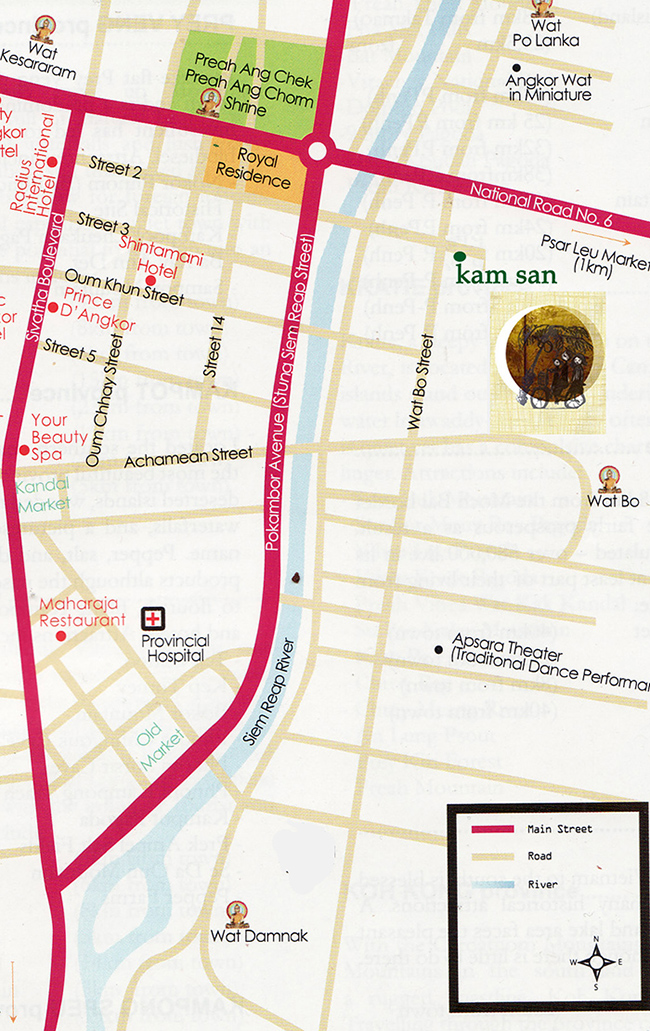 Wat
Po Lanka
Wat
Kesararam
Preah Ang Chek
Preah Ang Chorm
Shrine
Angkor Wat
in Miniature
Royal
Residence
National Road No. 6
Psar Leu Market
(1km)
Radius
International
Hotel
Street 2
Street 3
Shintamani
Hotel
Sivatha Boulevard
Oum Khun Street
Prince
D'Angkor
kam san
Street 5
Oum Chhay Street
Street 14
Pokambor Avenue (Stung Siem Reap Street)
Wat Bo Street
Your
Beauty
Spa
Achamean Street
Kandal
Market
Wat Bo
Maharaja
Restaurant
Provincial
Hospital
Apsara Theater
(Traditonal Dance Performan
Siem Reap River
Old
Market
Main Street
Road
River
N
W
E
S
Wat Damnak